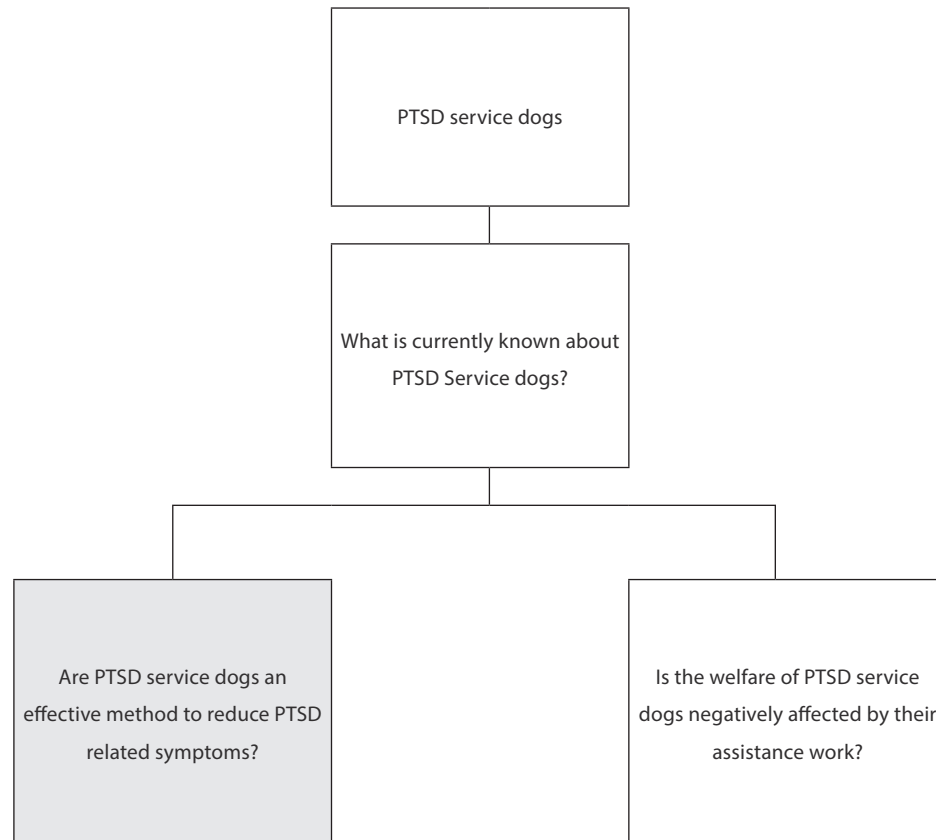 PTSD service dogs
What is currently known about
PTSD Service dogs?
Are PTSD service dogs an
effective method to reduce PTSD
related symptoms?
Is the welfare of PTSD service
dogs negatively affected by their
assistance work?